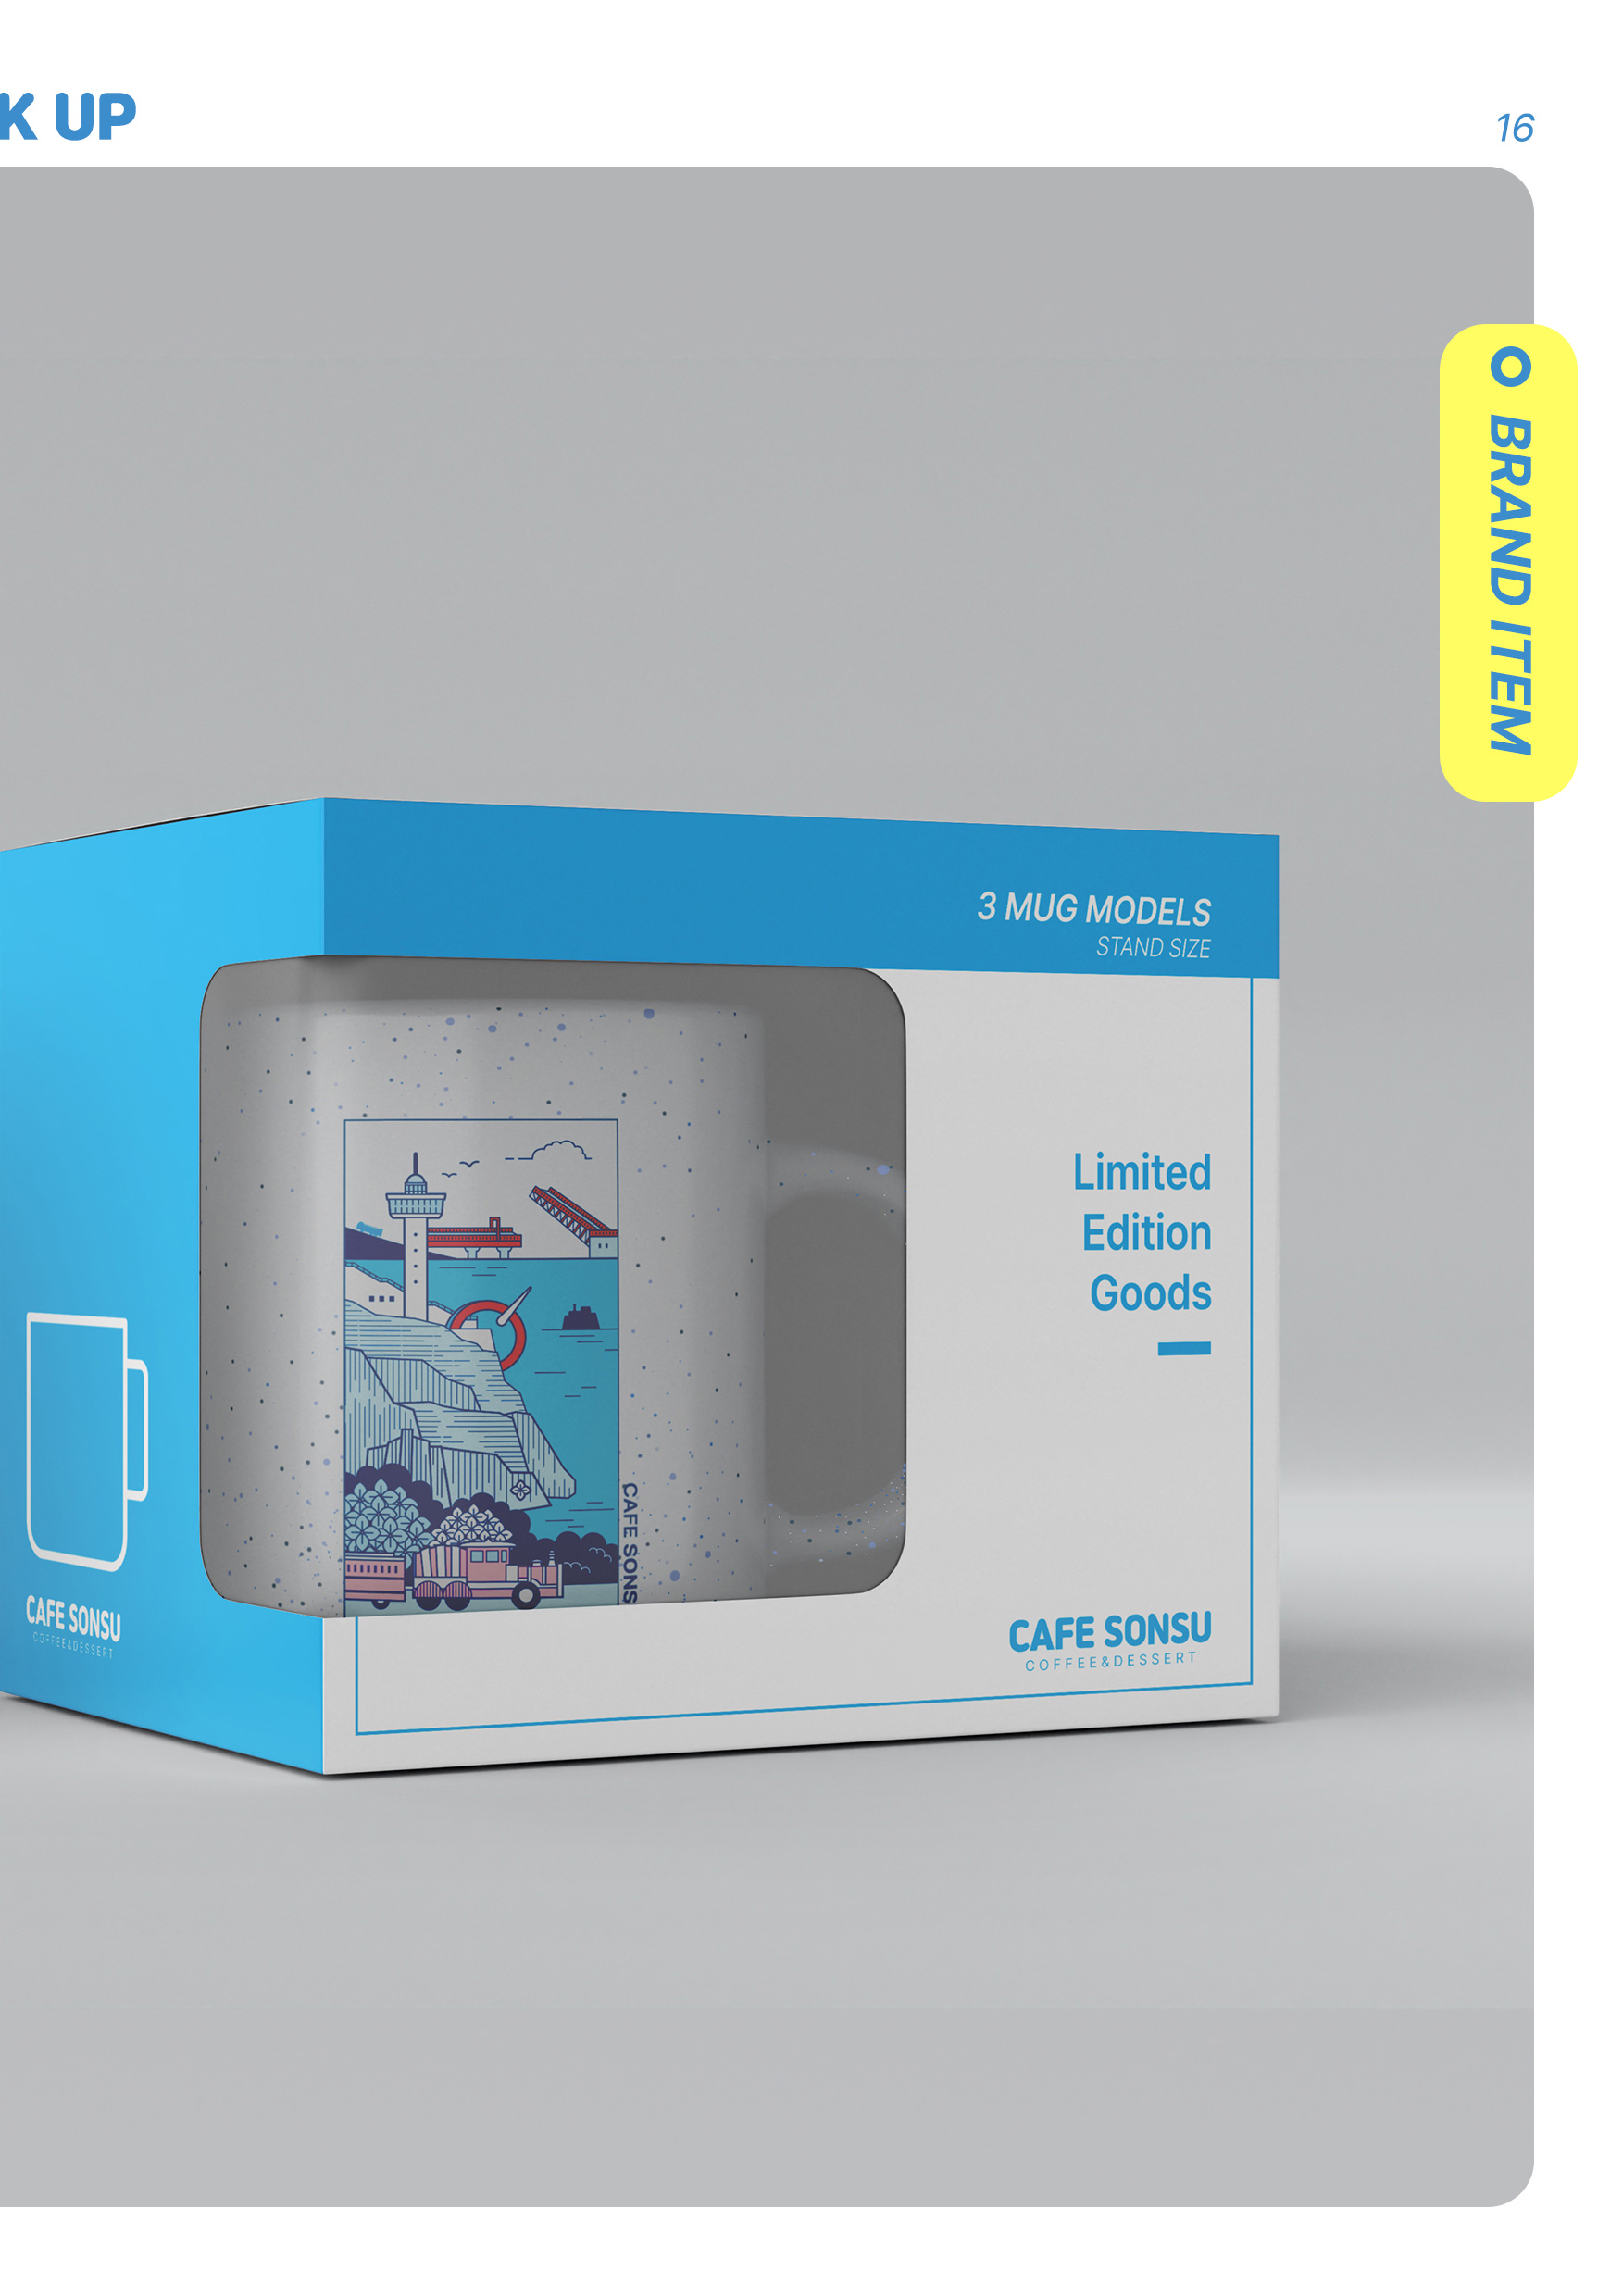 K UP
16
BRAND ITEM
3 MUG MODELS
STAND SIZE
Limited
Edition
Goods
CAFE SONS
CAFE SONSU
COFFEE&DESSERT
CAFE SONSU
COFFEE&DESSERT